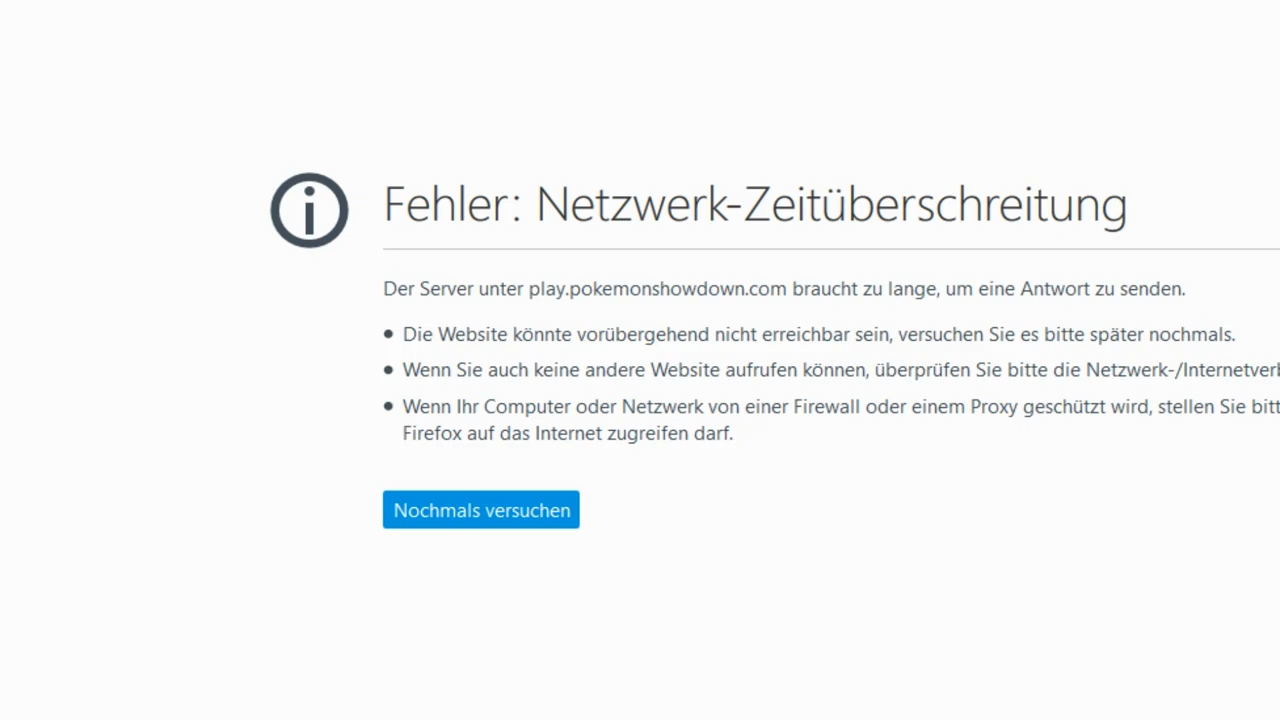 Fehler: Netzwerk-Zeitüberschreitung
Der Server unter play.pokemonshowdown.com braucht zu lange, um eine Antwort zu senden.
Die Website könnte vorübergehend nicht erreichbar sein, versuchen Sie es bitte später nochmals.
Wenn Sie auch keine andere Website aufrufen können, überprüfen Sie bitte die
Wenn Ihr Computer oder Netzwerk von einer Firewall oder einem Proxy geschützt wird, stellen Sie
Firefox auf das Internet zugreifen darf.
Nochmals versuchen